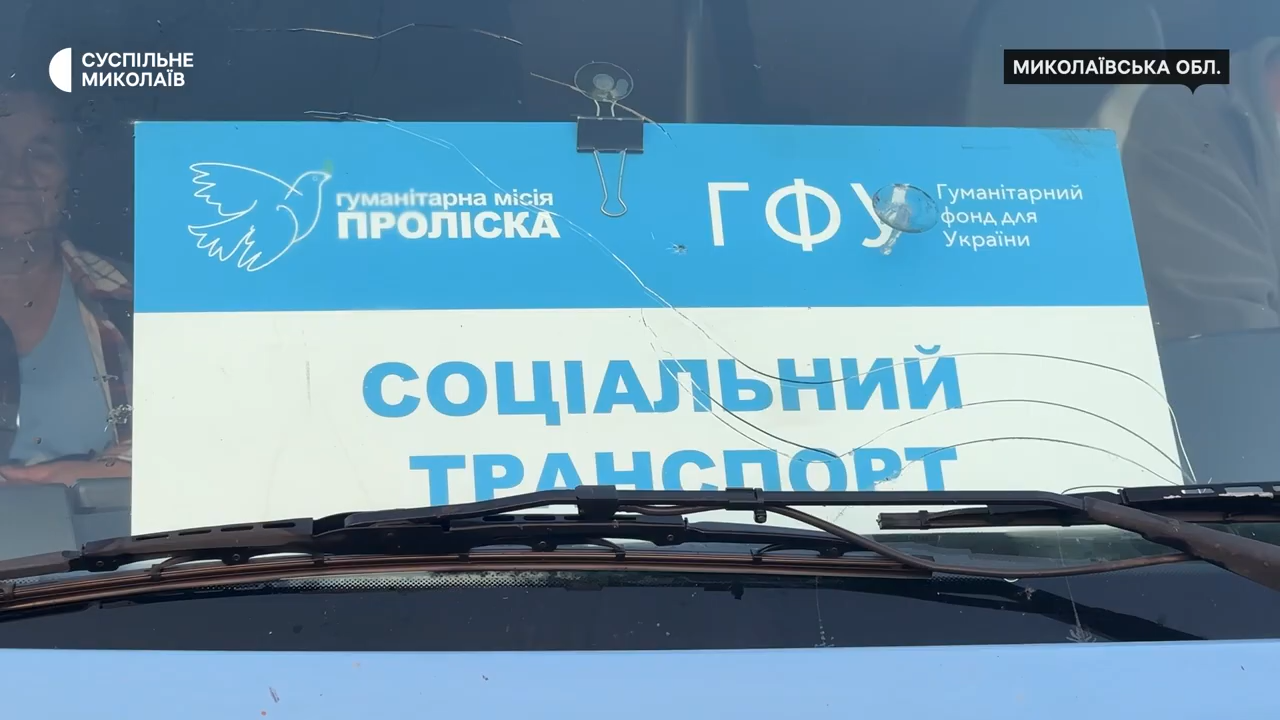 СУСПІЛЬНЕ
МИКОЛАЇВ
МИКОЛАЇВСЬКА ОБЛ.
гуманітарна місія
ПРОЛІСКА
ГФУ
Гуманітарний
фонд для
України
СОЦІАЛЬНИЙ
ТРАНСПОРТ